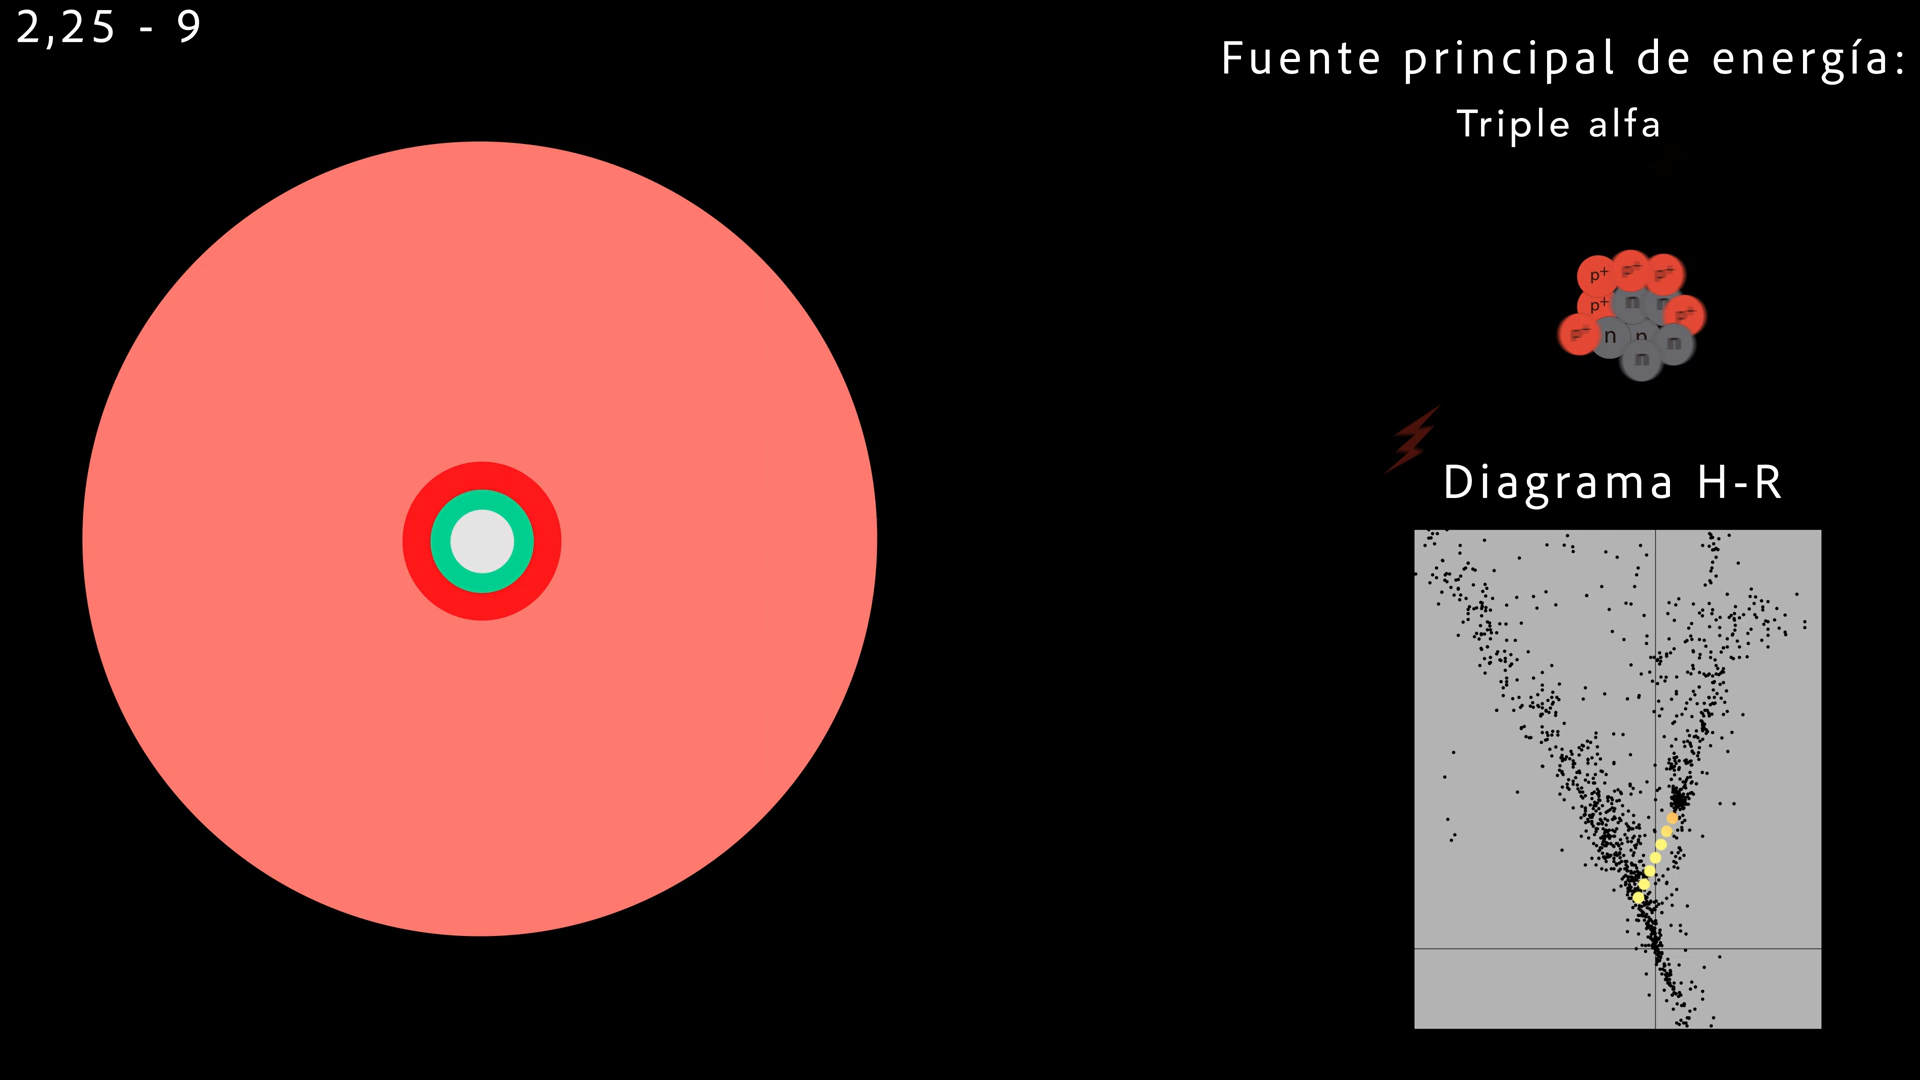 2,25 - 9
Fuente principal de energía:
Triple alfa
p⁺ p⁺ p⁺
p⁺ n n p⁺
p⁺ n n n
n
Diagrama H-R